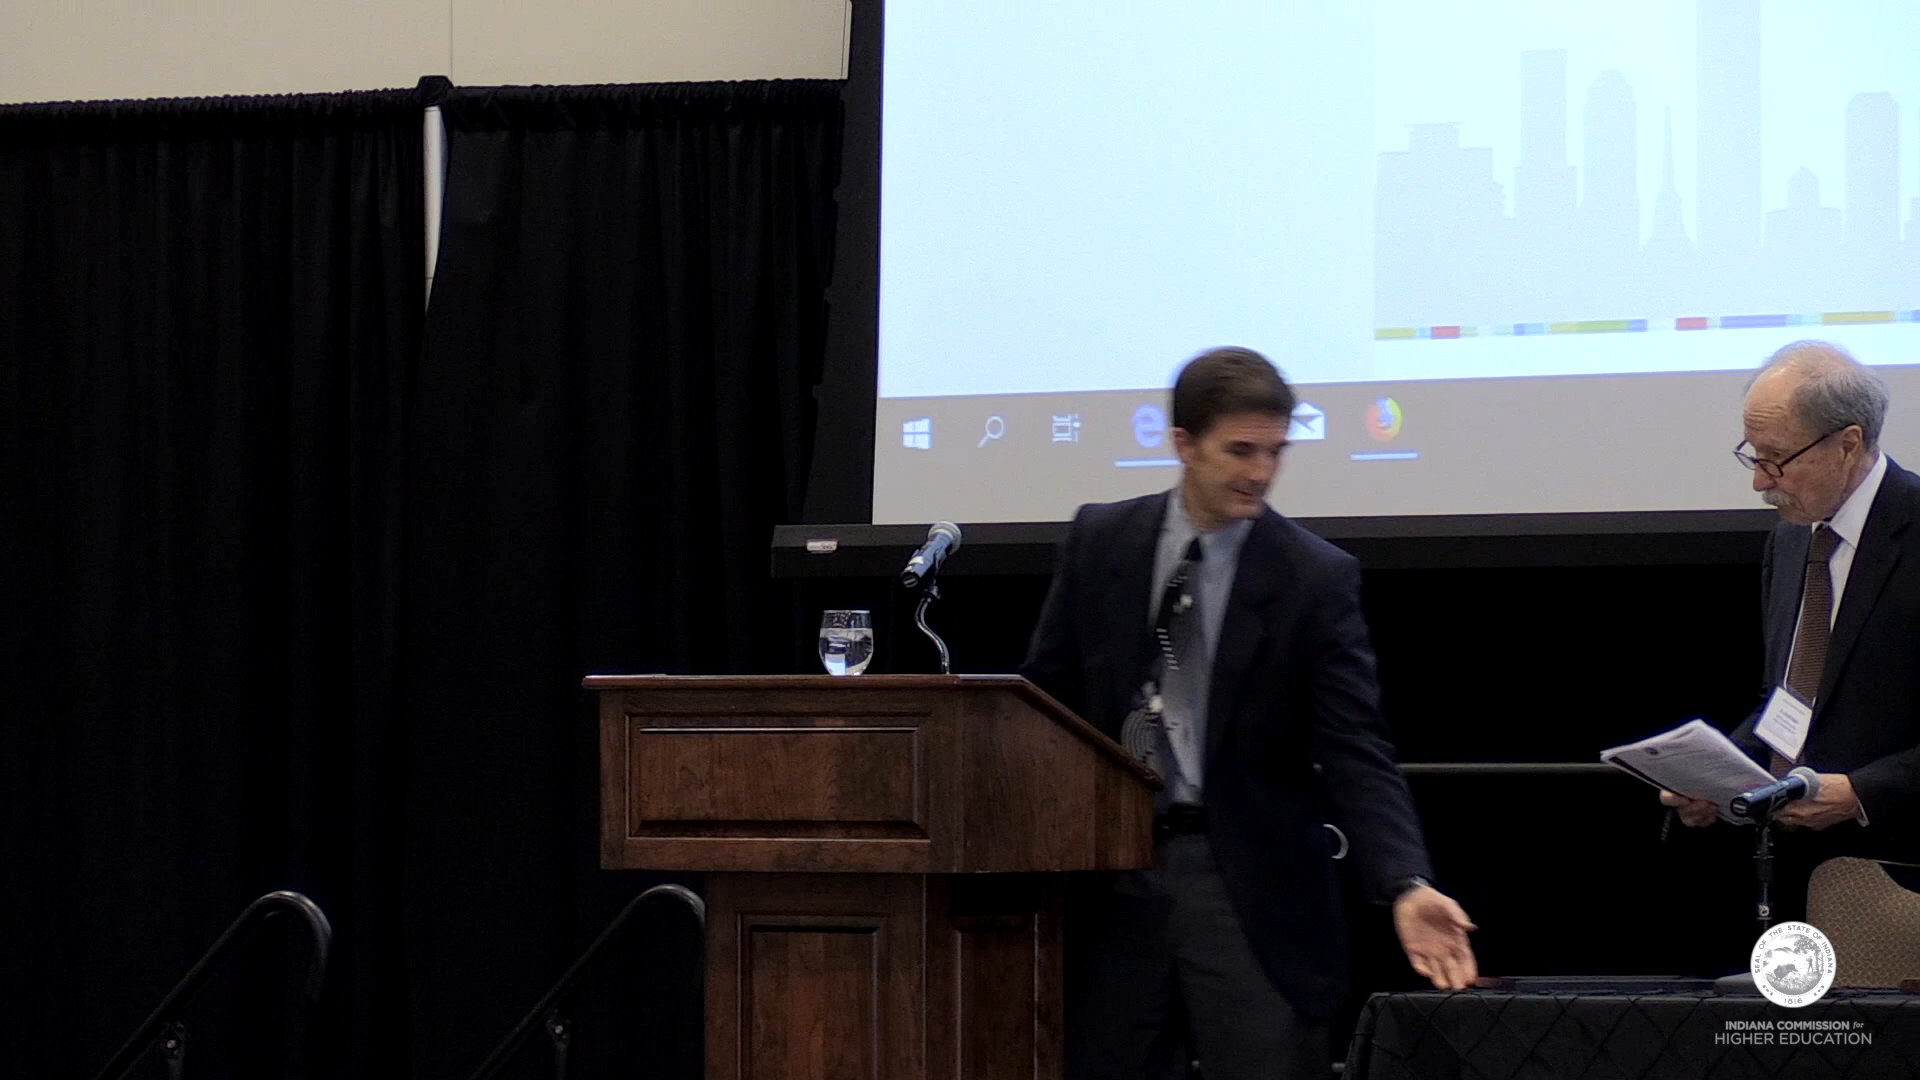 SEAL OF THE STATE OF INDIANA
1816
INDIANA COMMISSION for
HIGHER EDUCATION